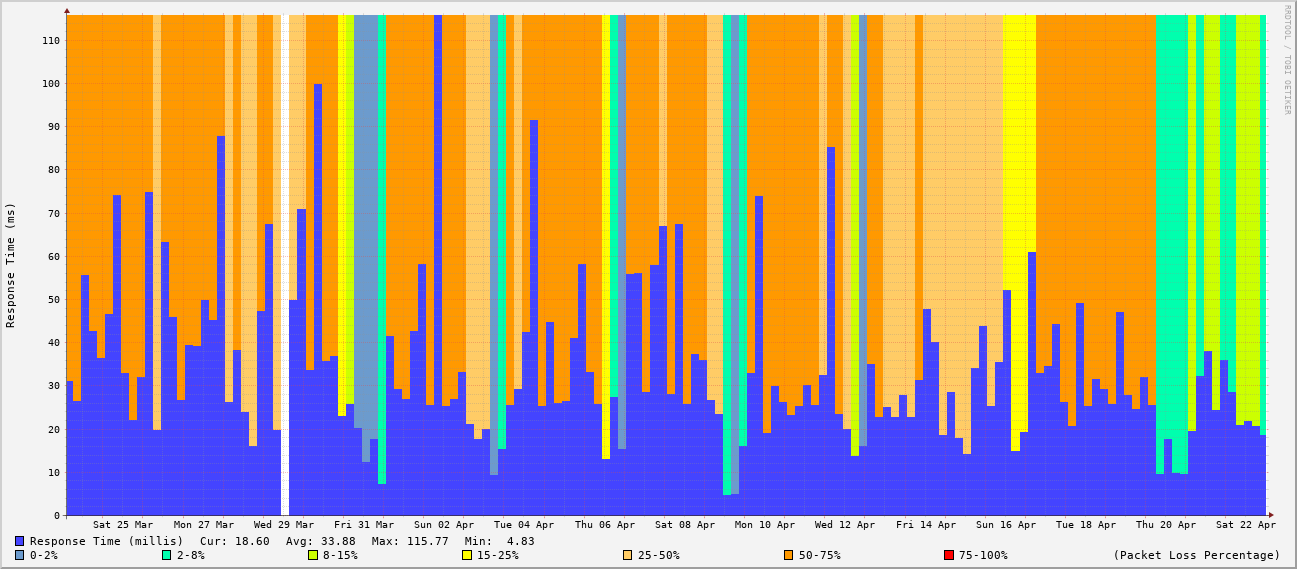 RRDTOOL / TOBI OETIKER
Response Time (ms)
110
100
90
80
70
60
50
40
30
20
10
0
Sat 25 Mar Mon 27 Mar Wed 29 Mar Fri 31 Mar Sun 02 Apr Tue 04 Apr Thu 06 Apr Sat 08 Apr Mon 10 Apr Wed 12 Apr Fri 14 Apr Sun 16 Apr Tue 18 Apr Thu 20 Apr Sat 22 Apr
Response Time (millis) Cur: 18.60 Avg: 33.88 Max: 115.77 Min: 4.83
0-2% 2-8% 8-15% 15-25% 25-50% 50-75% 75-100% (Packet Loss Percentage)